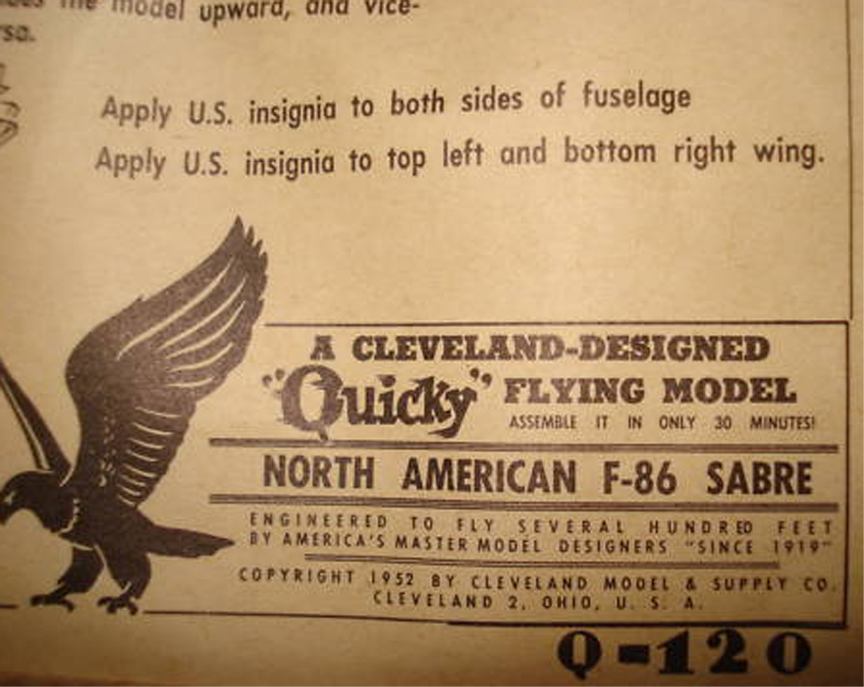 the model upward, and vice-
Apply U.S. insignia to both sides of fuselage
Apply U.S. insignia to top left and bottom right wing.
A CLEVELAND-DESIGNED
"Quicky" FLYING MODEL
ASSEMBLE IT IN ONLY 30 MINUTES!
NORTH AMERICAN F-86 SABRE
ENGINEERED TO FLY SEVERAL HUNDRED FEET
BY AMERICA'S MASTER MODEL DESIGNERS "SINCE 1919"
COPYRIGHT 1952 BY CLEVELAND MODEL & SUPPLY CO.
CLEVELAND 2, OHIO, U. S. A.
Q-120